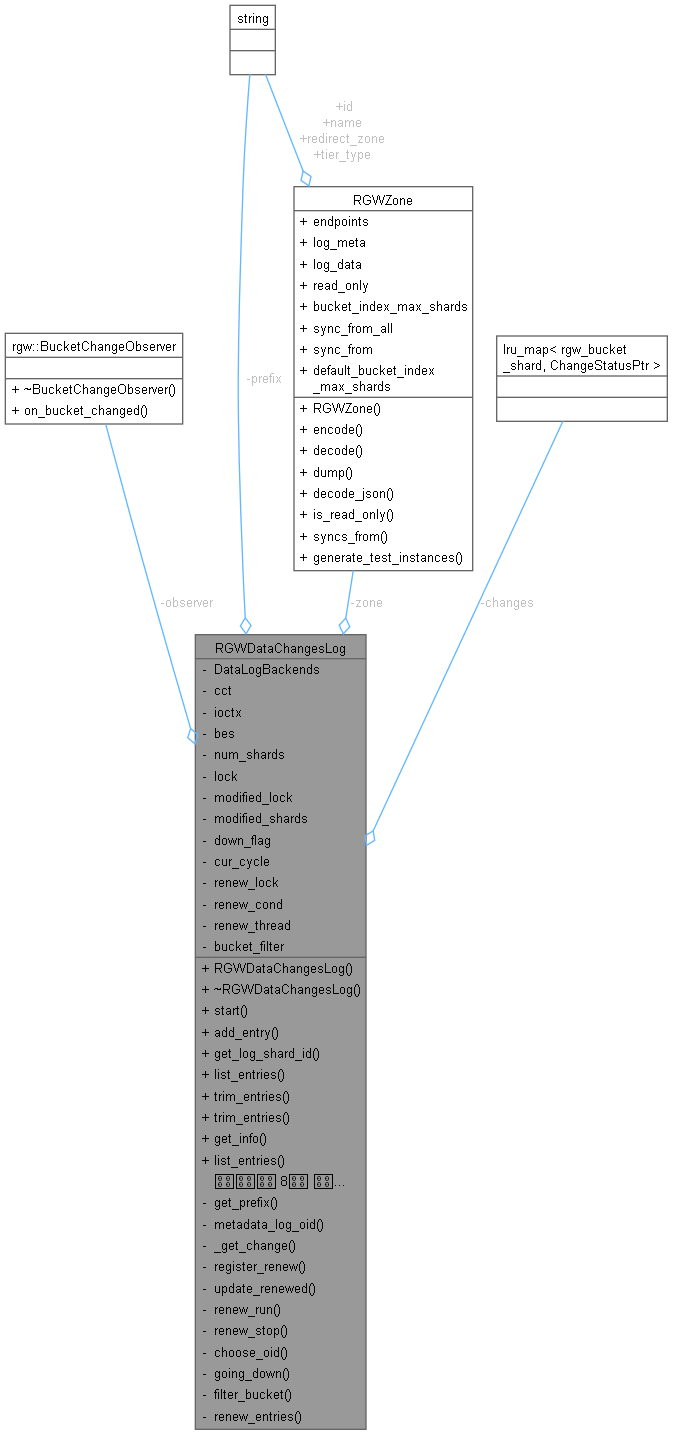 string
+id
+name
+redirect_zone
+tier_type
RGWZone
+ endpoints
+ log_meta
+ log_data
+ read_only
+ bucket_index_max_shards
+ sync_from_all
+ sync_from
+ default_bucket_index
_max_shards
+ RGWZone()
+ encode()
+ decode()
+ dump()
+ decode_json()
+ is_read_only()
+ syncs_from()
+ generate_test_instances()
rgw::BucketChangeObserver
+ ~BucketChangeObserver()
+ on_bucket_changed()
lru_map< rgw_bucket
_shard, ChangeStatusPtr >
-prefix
-observer
-zone
-changes
RGWDataChangesLog
- DataLogBackends
- cct
- ioctx
- bes
- num_shards
- lock
- modified_lock
- modified_shards
- down_flag
- cur_cycle
- renew_lock
- renew_cond
- renew_thread
- bucket_filter
+ RGWDataChangesLog()
+ ~RGWDataChangesLog()
+ start()
+ add_entry()
+ get_log_shard_id()
+ list_entries()
+ trim_entries()
+ trim_entries()
+ get_info()
+ list_entries()
8 ...
- get_prefix()
- metadata_log_oid()
- _get_change()
- register_renew()
- update_renewed()
- renew_run()
- renew_stop()
- choose_oid()
- going_down()
- filter_bucket()
- renew_entries()